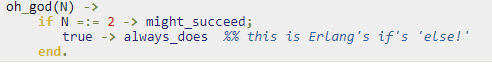 oh_god(N) ->
    if N =:= 2 -> might_succeed;
       true -> always_does  %% this is Erlang's if's 'else!'
    end.